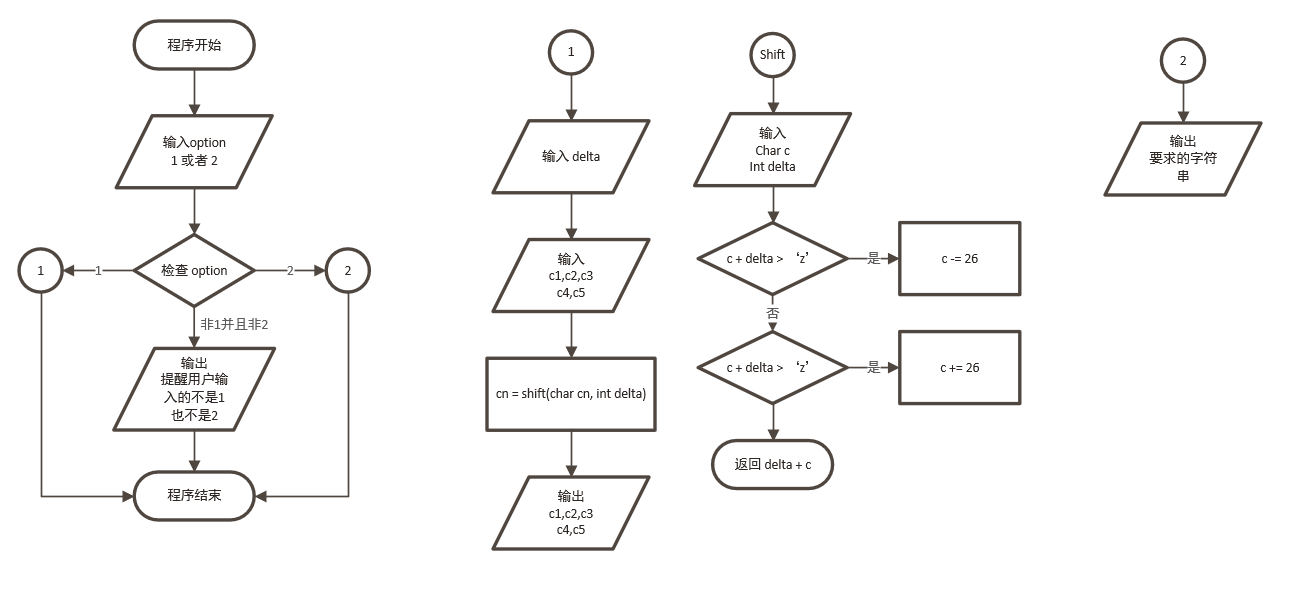 程序开始
输入option
1 或者 2
检查 option
1
1
2
2
非1并且非2
输出
提醒用户输
入的不是1
也不是2
程序结束
1
输入 delta
输入
c1,c2,c3
c4,c5
cn = shift(char cn, int delta)
输出
c1,c2,c3
c4,c5
Shift
输入
Char c
Int delta
c + delta > ‘z’
是
c -= 26
否
c + delta > ‘z’
是
c += 26
返回 delta + c
2
输出
要求的字符
串